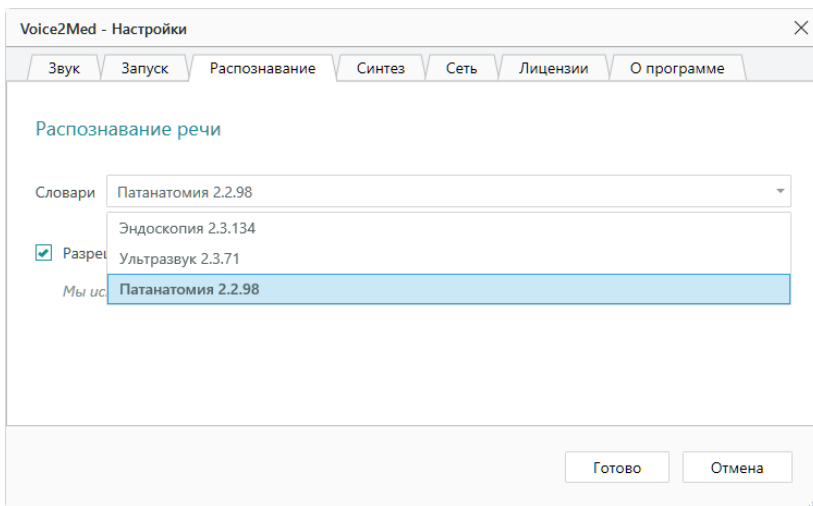 Voice2Med - Настройки
Звук Запуск Распознавание Синтез Сеть Лицензии О программе
Распознавание речи
Словари Патанатомия 2.2.98
Эндоскопия 2.3.134
Ультразвук 2.3.71
Патанатомия 2.2.98
Мы
Готово Отмена